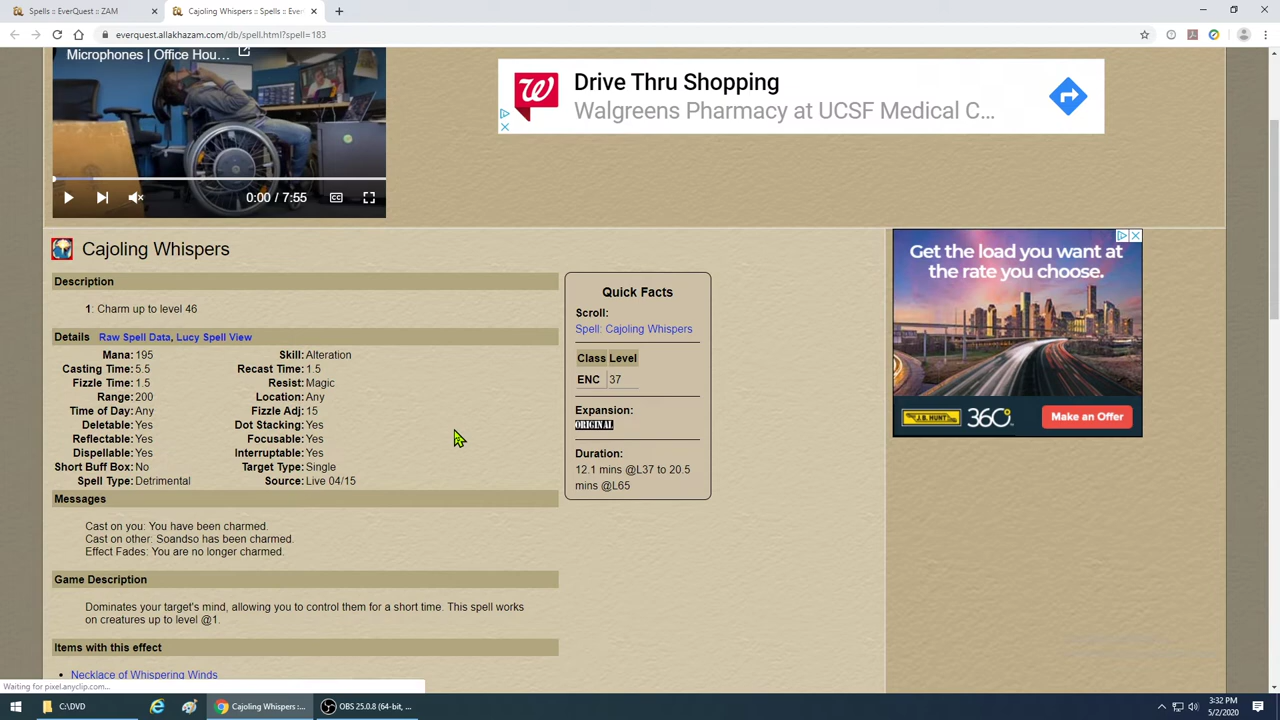 Spells :: EverQuest :: ZAM
Cajoling Whispers :: Spells :: Ever
everquest.allakhazam.com/db/spell.html?spell=183
Microphones | Office Hou...
0:00 / 7:55
CC
Drive Thru Shopping
Walgreens Pharmacy at UCSF Medical C...
Cajoling Whispers
Description
1: Charm up to level 46
Details Raw Spell Data, Lucy Spell View
Mana: 195 Skill: Alteration
Casting Time: 5.5 Recast Time: 1.5
Fizzle Time: 1.5 Resist: Magic
Range: 200 Location: Any
Time of Day: Any Fizzle Adj: 15
Deletable: Yes Dot Stacking: Yes
Reflectable: Yes Focusable: Yes
Dispellable: Yes Interruptable: Yes
Short Buff Box: No Target Type: Single
Spell Type: Detrimental Source: Live 04/15
Messages
Cast on you: You have been charmed.
Cast on other: Soandso has been charmed.
Effect Fades: You are no longer charmed.
Game Description
Dominates your target's mind, allowing you to control them for a short time. This spell works
on creatures up to level @1.
Items with this effect
Necklace of Whispering Winds
Quick Facts
Scroll:
Spell: Cajoling Whispers
Class Level
ENC 37
Expansion:
ORIGINAL
Duration:
12.1 mins @L37 to 20.5
mins @L65
Get the load you want at
the rate you choose.
J.B. HUNT 360° Make an Offer
Waiting for pixel.anyclip.com...
C:\DVD
Cajoling Whispers :...
OBS 25.0.8 (64-bit, ...
3:32 PM
5/2/2020